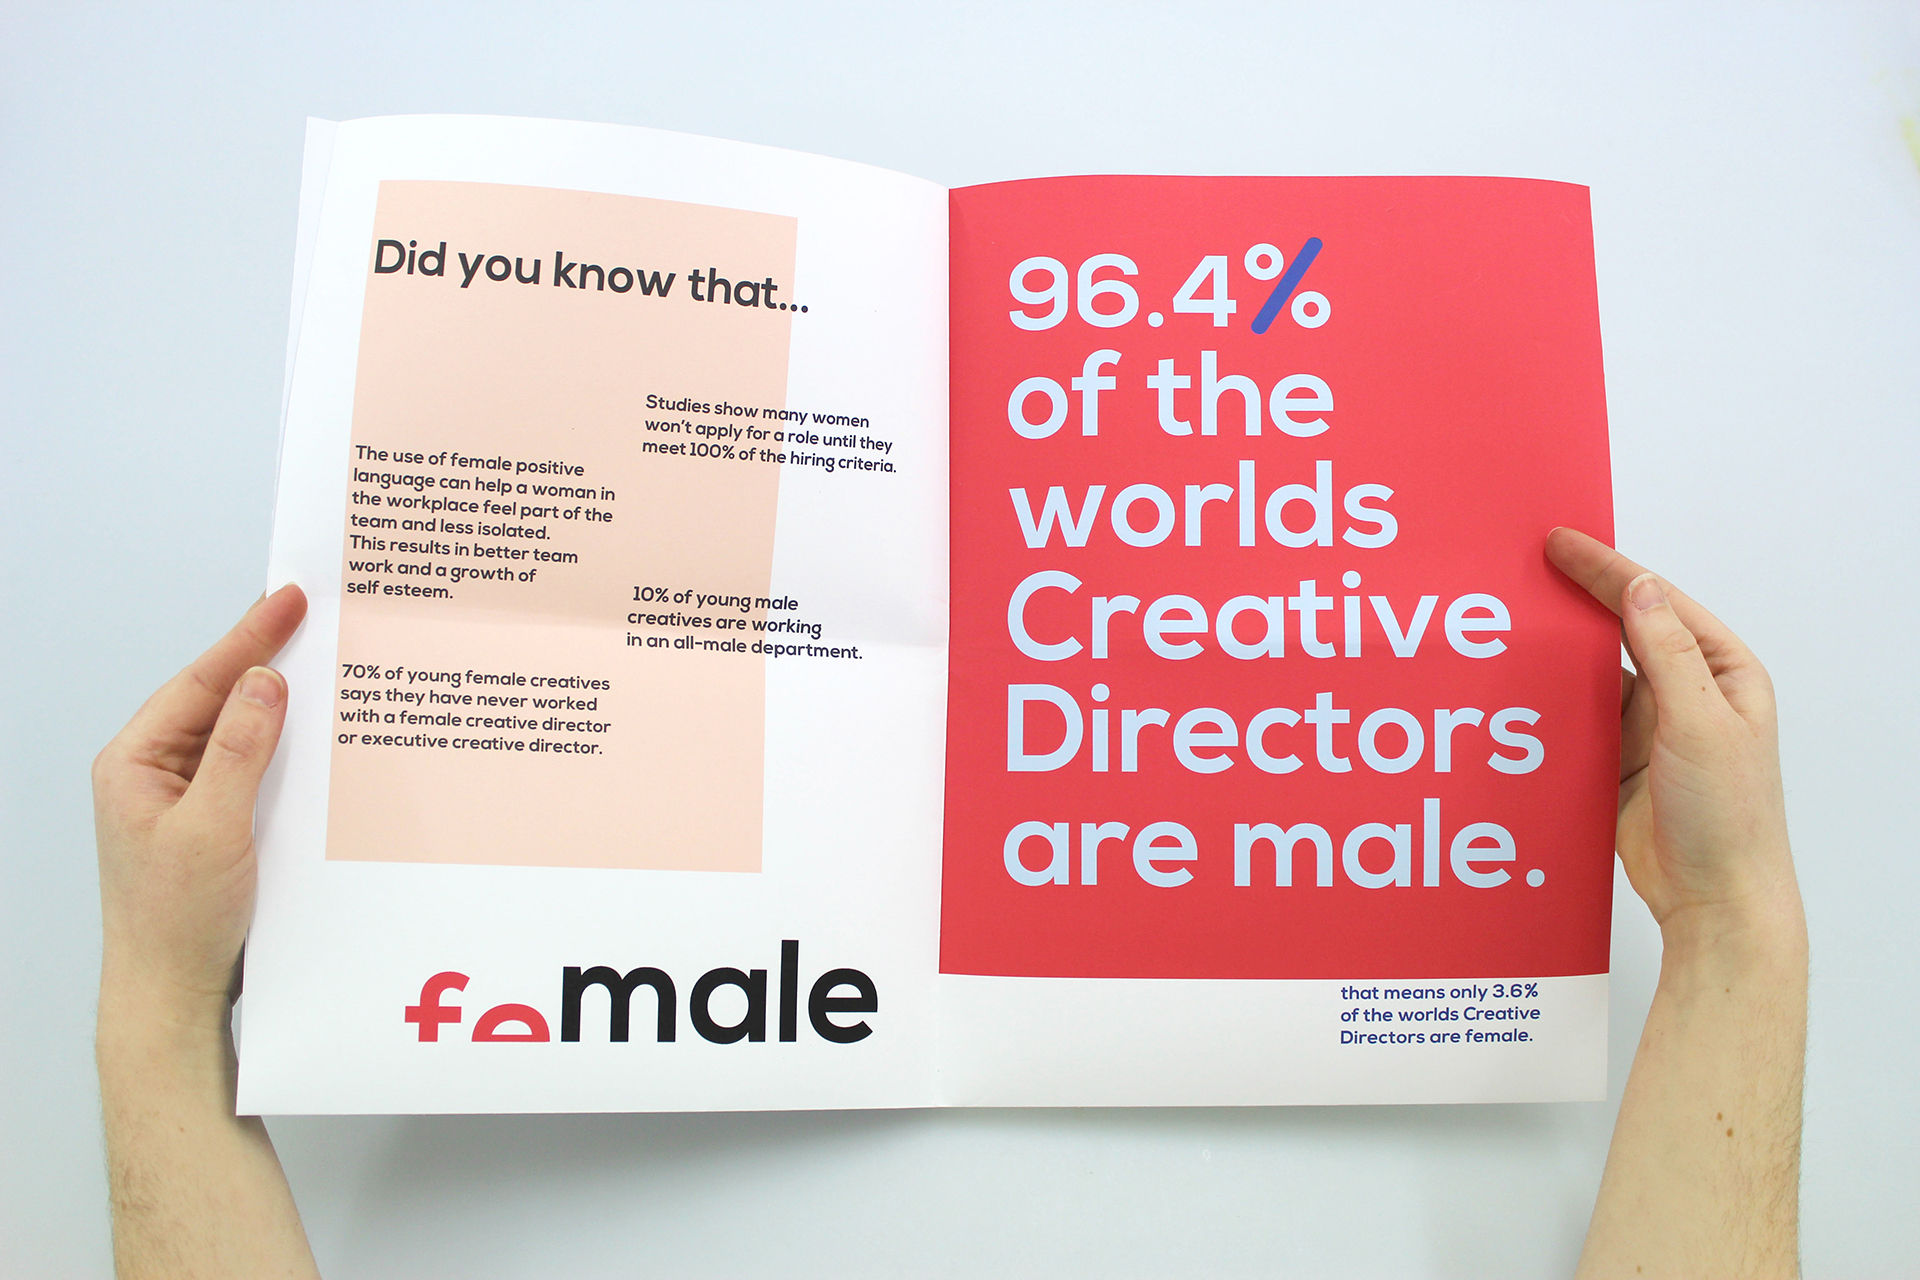 Did you know that...
Studies show many women
won't apply for a role until they
meet 100% of the hiring criteria.
The use of female positive
language can help a woman in
the workplace feel part of the
team and less isolated.
This results in better team
work and a growth of
self esteem.
10% of young male
creatives are working
in an all-male department.
70% of young female creatives
says they have never worked
with a female creative director
or executive creative director.
female
96.4%
of the
worlds
Creative
Directors
are male.
that means only 3.6%
of the worlds Creative
Directors are female.